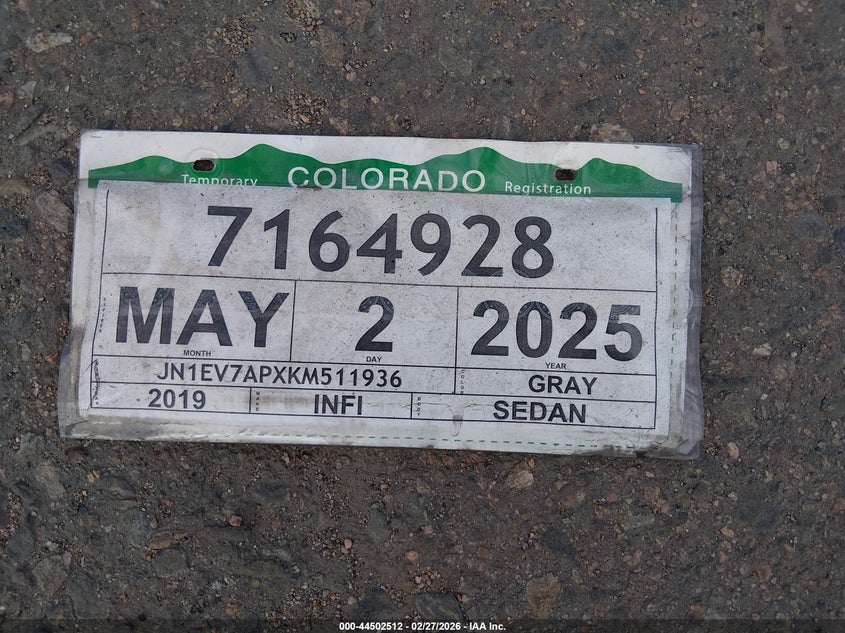 Temporary COLORADO Registration
7164928
MAY 2 2025
MONTH DAY YEAR
JN1EV7APXKM511936 GRAY
2019 INFI SEDAN
000-44502512 - 02/27/2026 - IAA Inc.